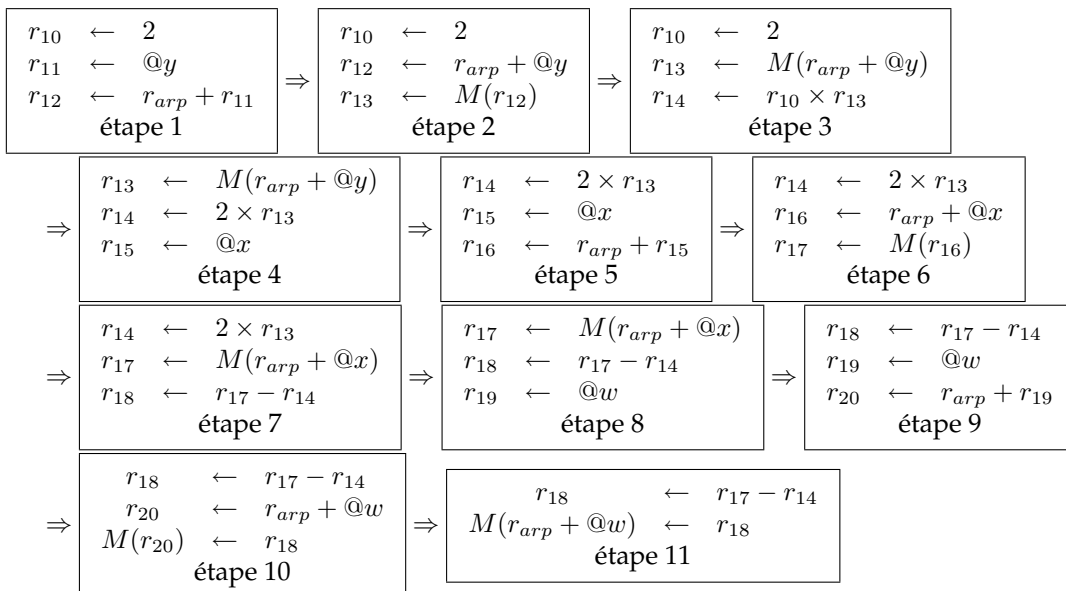 r10 ← 2 r10 ← 2 r10 ← 2
r11 ← @y ⇒ r12 ← rarp + @y ⇒ r13 ← M(rarp + @y)
r12 ← rarp + r11 r13 ← M(r12) r14 ← r10 × r13
étape 1 étape 2 étape 3
r13 ← M(rarp + @y) r14 ← 2 × r13 r14 ← 2 × r13
⇒ r14 ← 2 × r13 ⇒ r15 ← @x ⇒ r16 ← rarp + @x
r15 ← @x r16 ← rarp + r15 r17 ← M(r16)
étape 4 étape 5 étape 6
r14 ← 2 × r13 r17 ← M(rarp + @x) r18 ← r17 − r14
⇒ r17 ← M(rarp + @x) ⇒ r18 ← r17 − r14 ⇒ r19 ← @w
r18 ← r17 − r14 r19 ← @w r20 ← rarp + r19
étape 7 étape 8 étape 9
r18 ← r17 − r14 r18 ← r17 − r14
⇒ r20 ← rarp + @w ⇒ M(rarp + @w) ← r18
M(r20) ← r18 étape 11
étape 10